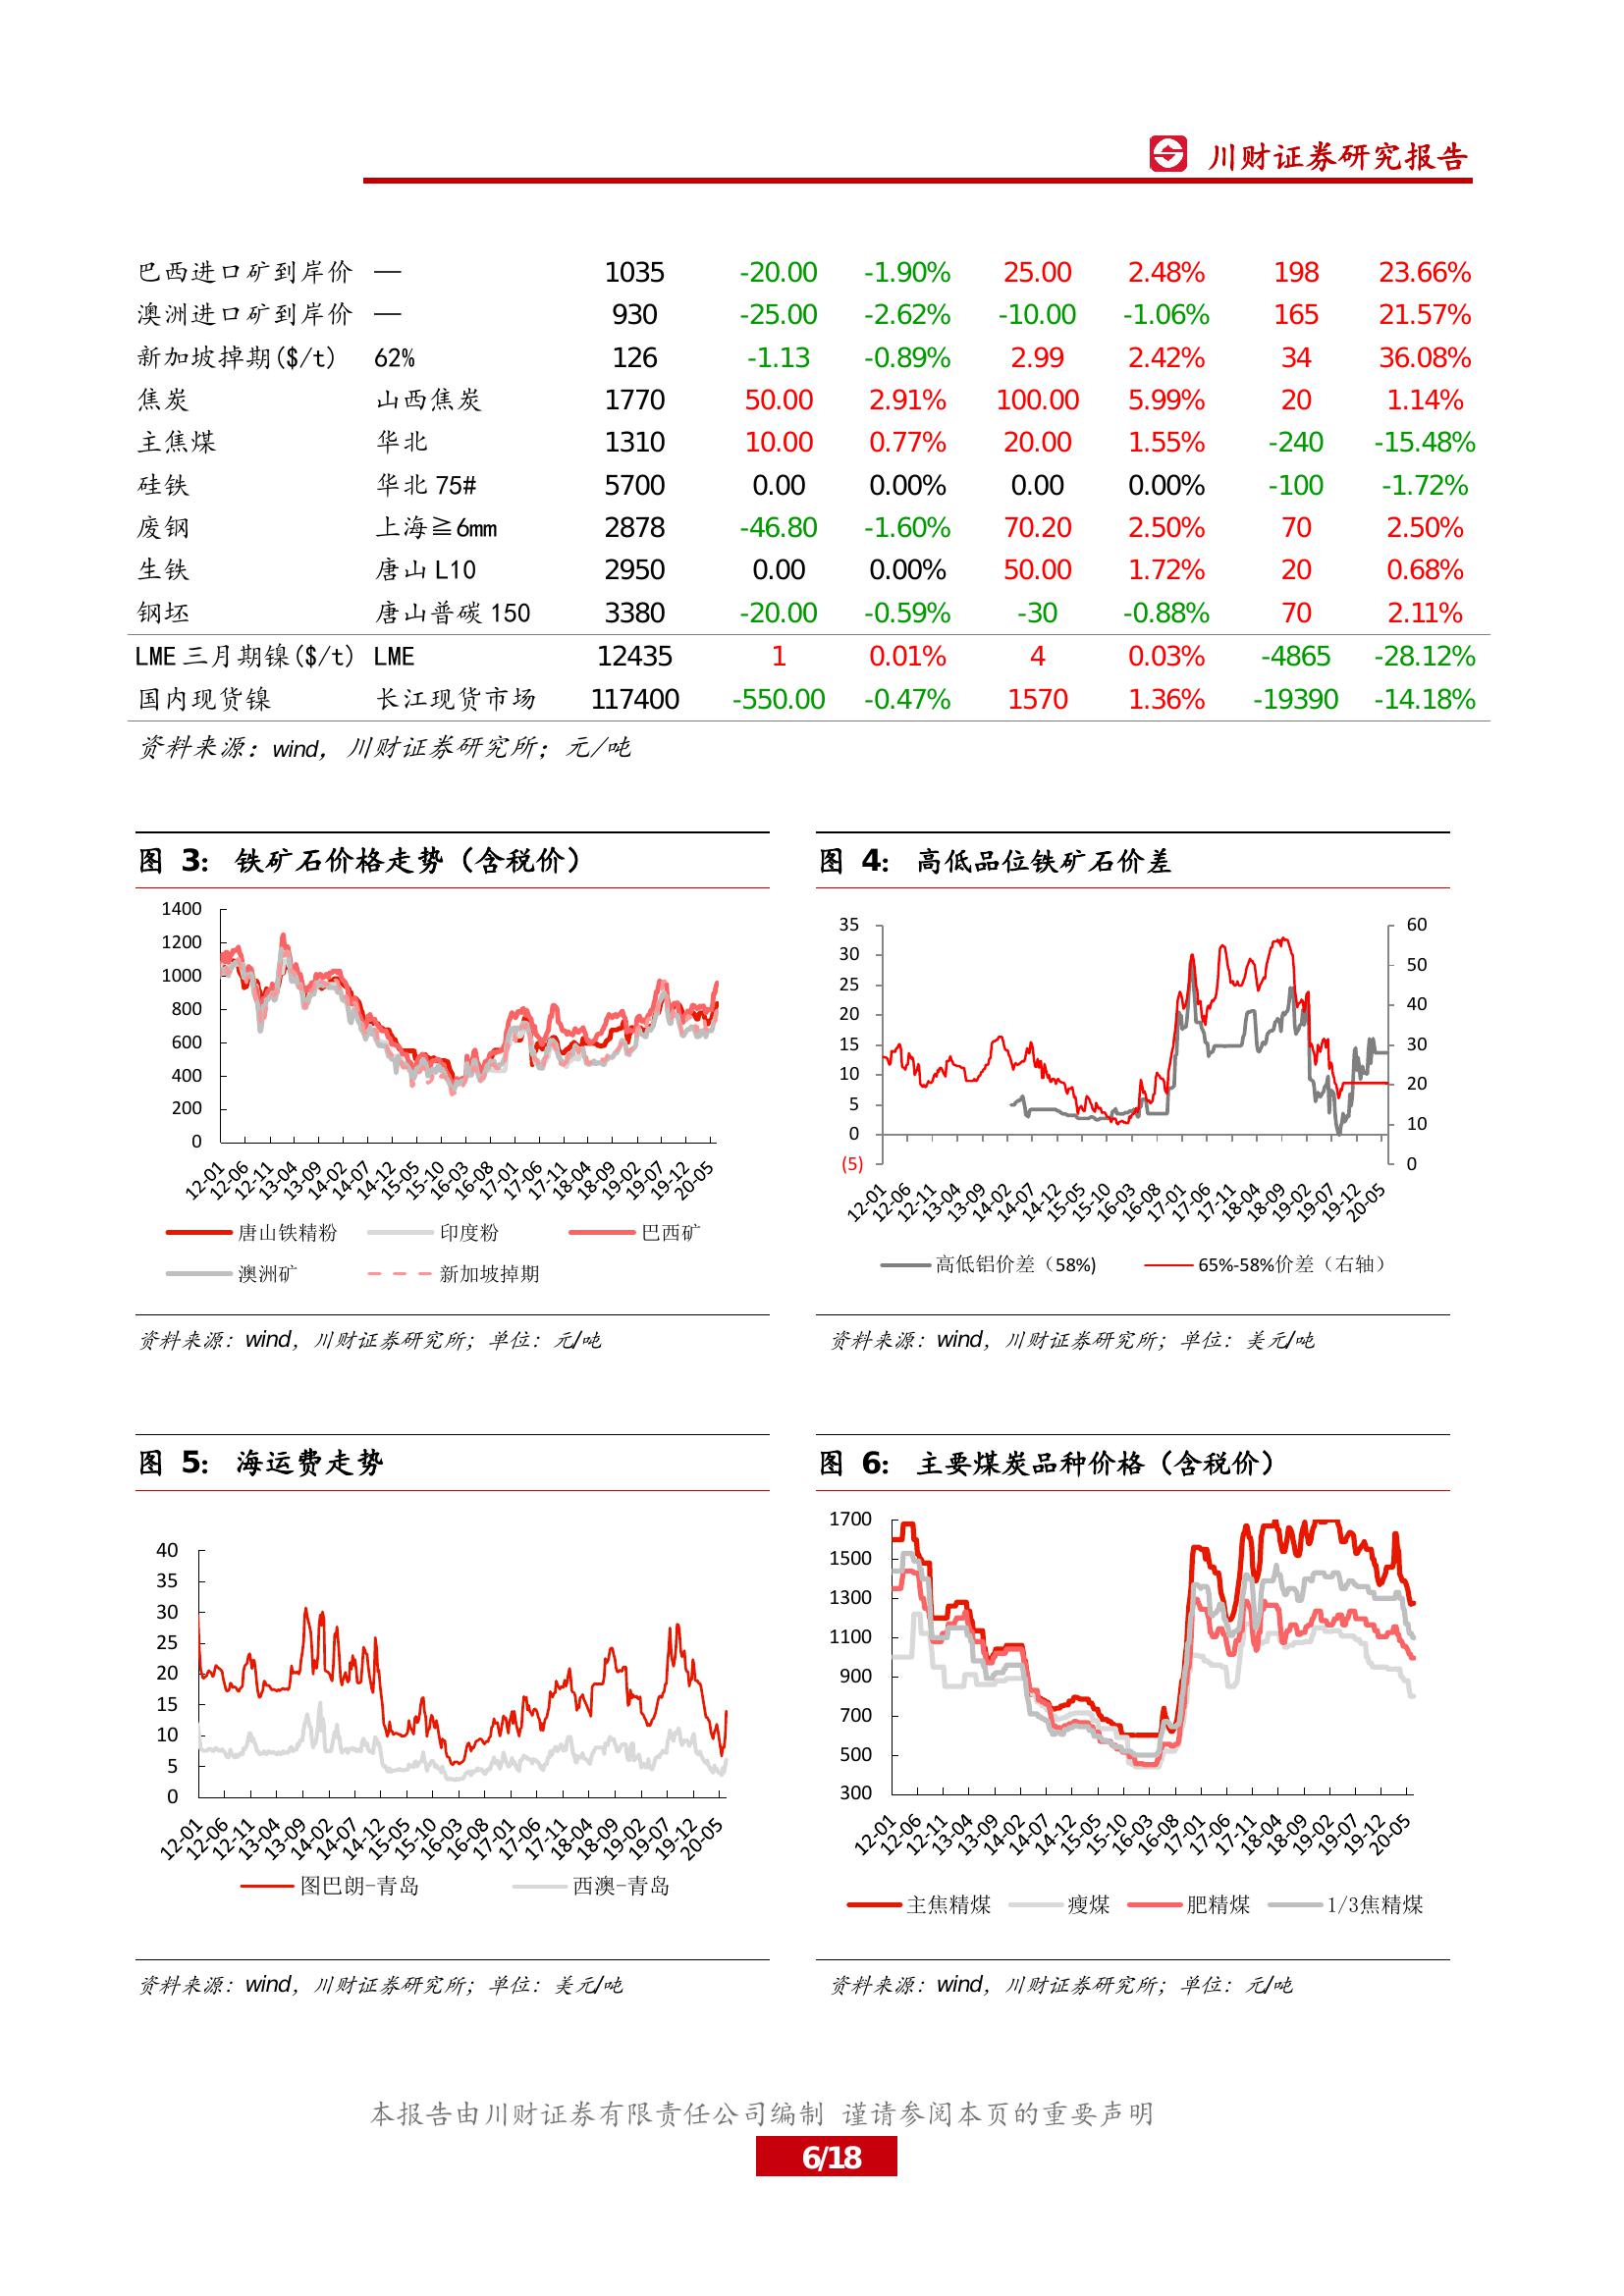 川财证券研究报告
巴西进口矿到岸价 — 1035 -20.00 -1.90% 25.00 2.48% 198 23.66%
澳洲进口矿到岸价 — 930 -25.00 -2.62% -10.00 -1.06% 165 21.57%
新加坡掉期($/t) 62% 126 -1.13 -0.89% 2.99 2.42% 34 36.08%
焦炭 山西焦炭 1770 50.00 2.91% 100.00 5.99% 20 1.14%
主焦煤 华北 1310 10.00 0.77% 20.00 1.55% -240 -15.48%
硅铁 华北 75# 5700 0.00 0.00% 0.00 0.00% -100 -1.72%
废钢 上海≧6mm 2878 -46.80 -1.60% 70.20 2.50% 70 2.50%
生铁 唐山 L10 2950 0.00 0.00% 50.00 1.72% 20 0.68%
钢坯 唐山普碳 150 3380 -20.00 -0.59% -30 -0.88% 70 2.11%
LME 三月期镍($/t) LME 12435 1 0.01% 4 0.03% -4865 -28.12%
国内现货镍 长江现货市场 117400 -550.00 -0.47% 1570 1.36% -19390 -14.18%
资料来源：wind，川财证券研究所；元/吨
图 3： 铁矿石价格走势（含税价）
1400
1200
1000
800
600
400
200
0
12-01 12-06 12-11 13-04 13-09 14-02 14-07 14-12 15-05 15-10 16-03 16-08 17-01 17-06 17-11 18-04 18-09 19-02 19-07 19-12 20-05
唐山铁精粉 印度粉 巴西矿
澳洲矿 新加坡掉期
资料来源：wind，川财证券研究所；单位：元/吨
图 4： 高低品位铁矿石价差
35 60
30 50
25
20 40
15 30
10 20
5
0 10
(5) 0
12-01 12-06 12-11 13-04 13-09 14-02 14-07 14-12 15-05 15-10 16-03 16-08 17-01 17-06 17-11 18-04 18-09 19-02 19-07 19-12 20-05
高低铝价差（58%) 65%-58%价差（右轴）
资料来源：wind，川财证券研究所；单位：美元/吨
图 5： 海运费走势
40
35
30
25
20
15
10
5
0
12-01 12-06 12-11 13-04 13-09 14-02 14-07 14-12 15-05 15-10 16-03 16-08 17-01 17-06 17-11 18-04 18-09 19-02 19-07 19-12 20-05
图巴朗-青岛 西澳-青岛
资料来源：wind，川财证券研究所；单位：美元/吨
图 6： 主要煤炭品种价格（含税价）
1700
1500
1300
1100
900
700
500
300
12-01 12-06 12-11 13-04 13-09 14-02 14-07 14-12 15-05 15-10 16-03 16-08 17-01 17-06 17-11 18-04 18-09 19-02 19-07 19-12 20-05
主焦精煤 瘦煤 肥精煤 1/3焦精煤
资料来源：wind，川财证券研究所；单位：元/吨
本报告由川财证券有限责任公司编制 谨请参阅本页的重要声明
6/18